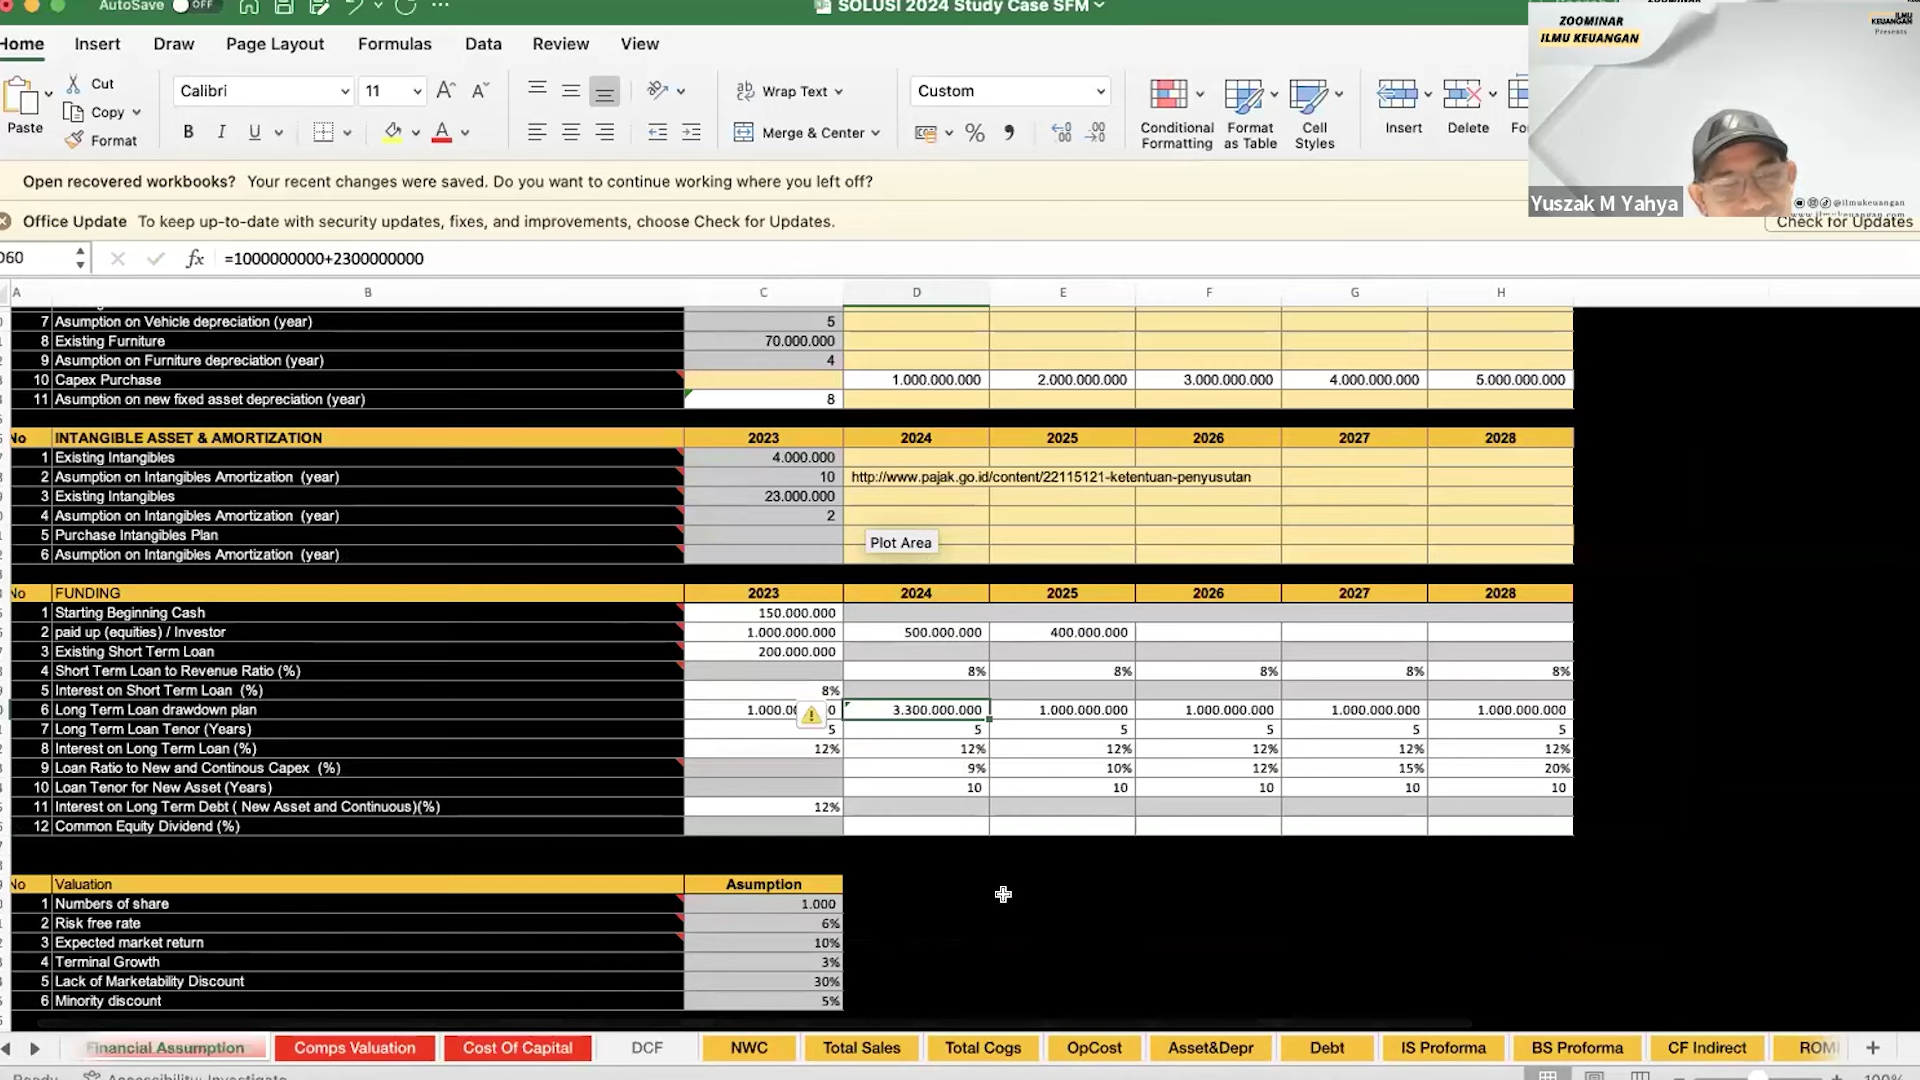 AutoSave OFF SOLUSI 2024 Study Case SFM
Home Insert Draw Page Layout Formulas Data Review View
Paste Cut Copy Format
Calibri 11 Wrap Text Merge & Center Custom
B I U
Conditional Formatting Format as Table Cell Styles Insert Delete
ZOOMINAR
ILMU KEUANGAN
ILMU KEUANGAN
Presents
Yuszak M Yahya
@ilmukeuangan
www.ilmukeuangan.com
Open recovered workbooks? Your recent changes were saved. Do you want to continue working where you left off?
Office Update To keep up-to-date with security updates, fixes, and improvements, choose Check for Updates. Check for Updates
D60 fx =1000000000+2300000000
A B C D E F G H
7 Asumption on Vehicle depreciation (year) 5
8 Existing Furniture 70.000.000
9 Asumption on Furniture depreciation (year) 4
10 Capex Purchase 1.000.000.000 2.000.000.000 3.000.000.000 4.000.000.000 5.000.000.000
11 Asumption on new fixed asset depreciation (year) 8
No INTANGIBLE ASSET & AMORTIZATION 2023 2024 2025 2026 2027 2028
1 Existing Intangibles 4.000.000
2 Asumption on Intangibles Amortization (year) 10 http://www.pajak.go.id/content/22115121-ketentuan-penyusutan
3 Existing Intangibles 23.000.000
4 Asumption on Intangibles Amortization (year) 2
5 Purchase Intangibles Plan
Plot Area
6 Asumption on Intangibles Amortization (year)
No FUNDING 2023 2024 2025 2026 2027 2028
1 Starting Beginning Cash 150.000.000
2 paid up (equities) / Investor 1.000.000.000 500.000.000 400.000.000
3 Existing Short Term Loan 200.000.000
4 Short Term Loan to Revenue Ratio (%) 8% 8% 8% 8% 8%
5 Interest on Short Term Loan (%) 8%
6 Long Term Loan drawdown plan 3.300.000.000 1.000.000.000 1.000.000.000 1.000.000.000 1.000.000.000
7 Long Term Loan Tenor (Years) 5 5 5 5 5 5
8 Interest on Long Term Loan (%) 12% 12% 12% 12% 12% 12%
9 Loan Ratio to New and Continous Capex (%) 9% 10% 12% 15% 20%
10 Loan Tenor for New Asset (Years) 10 10 10 10 10
11 Interest on Long Term Debt ( New Asset and Continuous)(%) 12%
12 Common Equity Dividend (%)
No Valuation Asumption
1 Numbers of share 1.000
2 Risk free rate 6%
3 Expected market return 10%
4 Terminal Growth 3%
5 Lack of Marketability Discount 30%
6 Minority discount 5%
Financial Assumption Comps Valuation Cost Of Capital DCF NWC Total Sales Total Cogs OpCost Asset&Depr Debt IS Proforma BS Proforma CF Indirect